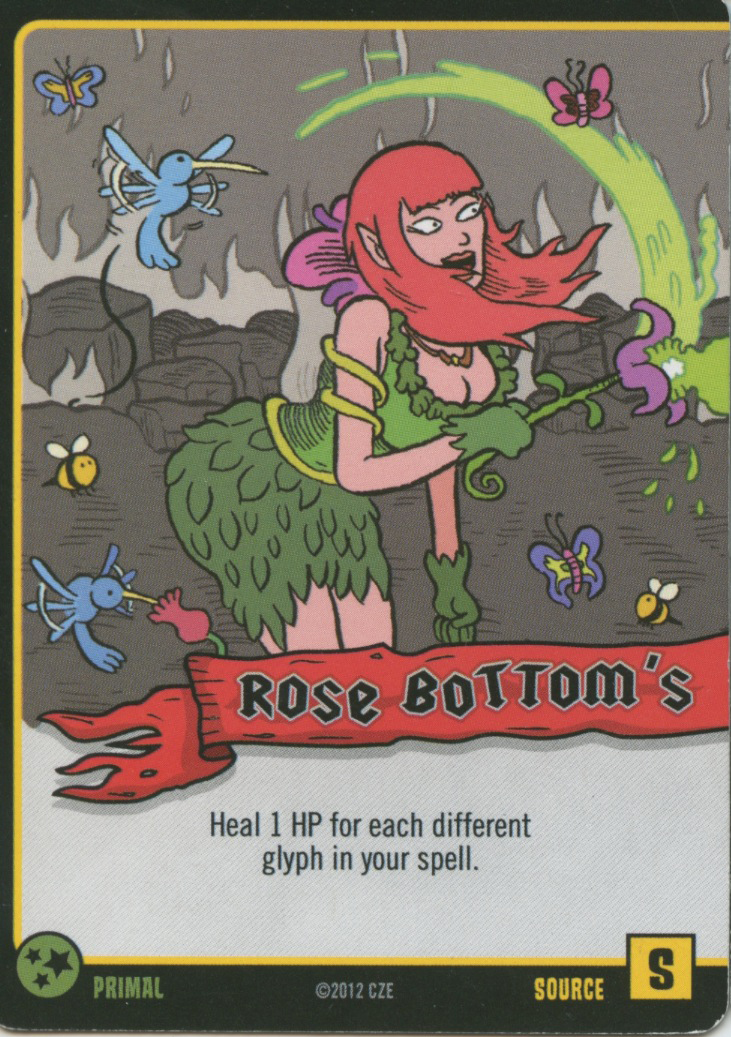 ROSE BOTTOM'S
Heal 1 HP for each different
glyph in your spell.
PRIMAL
©2012 CZE
SOURCE
S